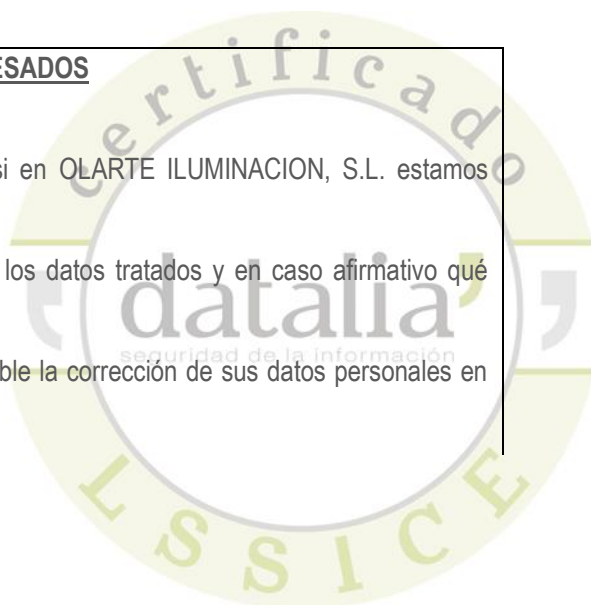 ESADOS
certificado
si en OLARTE ILUMINACION, S.L. estamos
los datos tratados y en caso afirmativo qué
datalia
seguridad de la información
ble la corrección de sus datos personales en
LSSICE